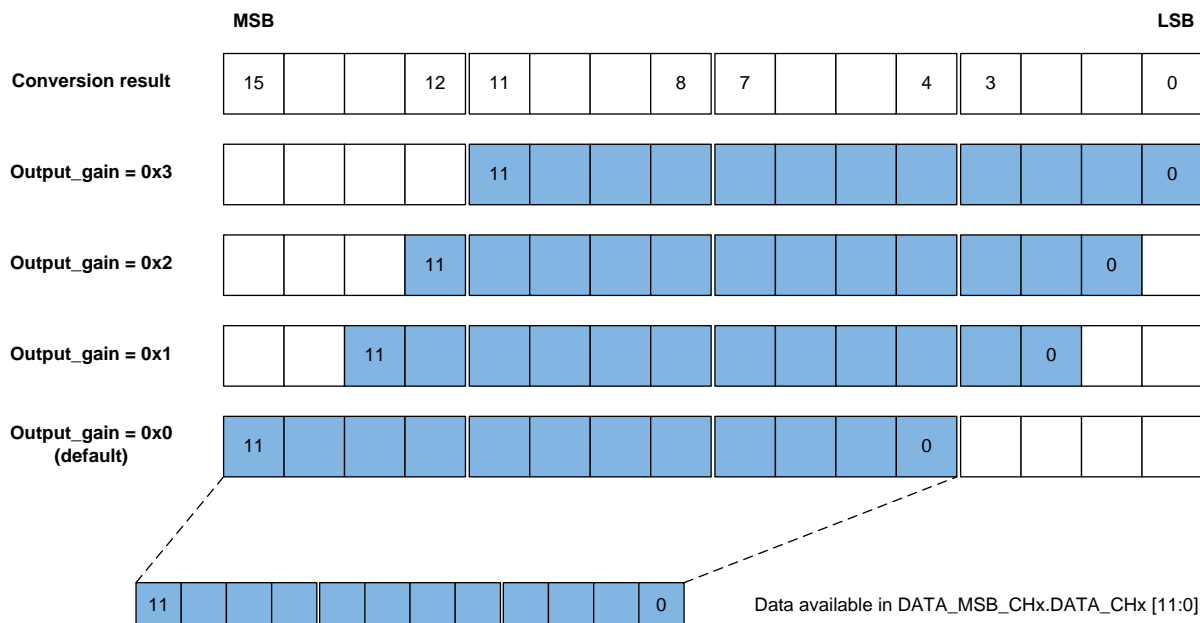 MSB LSB
Conversion result 15 12 11 8 7 4 3 0
Output_gain = 0x3 11 0
Output_gain = 0x2 11 0
Output_gain = 0x1 11 0
Output_gain = 0x0
(default) 11 0
11 0 Data available in DATA_MSB_CHx.DATA_CHx [11:0]